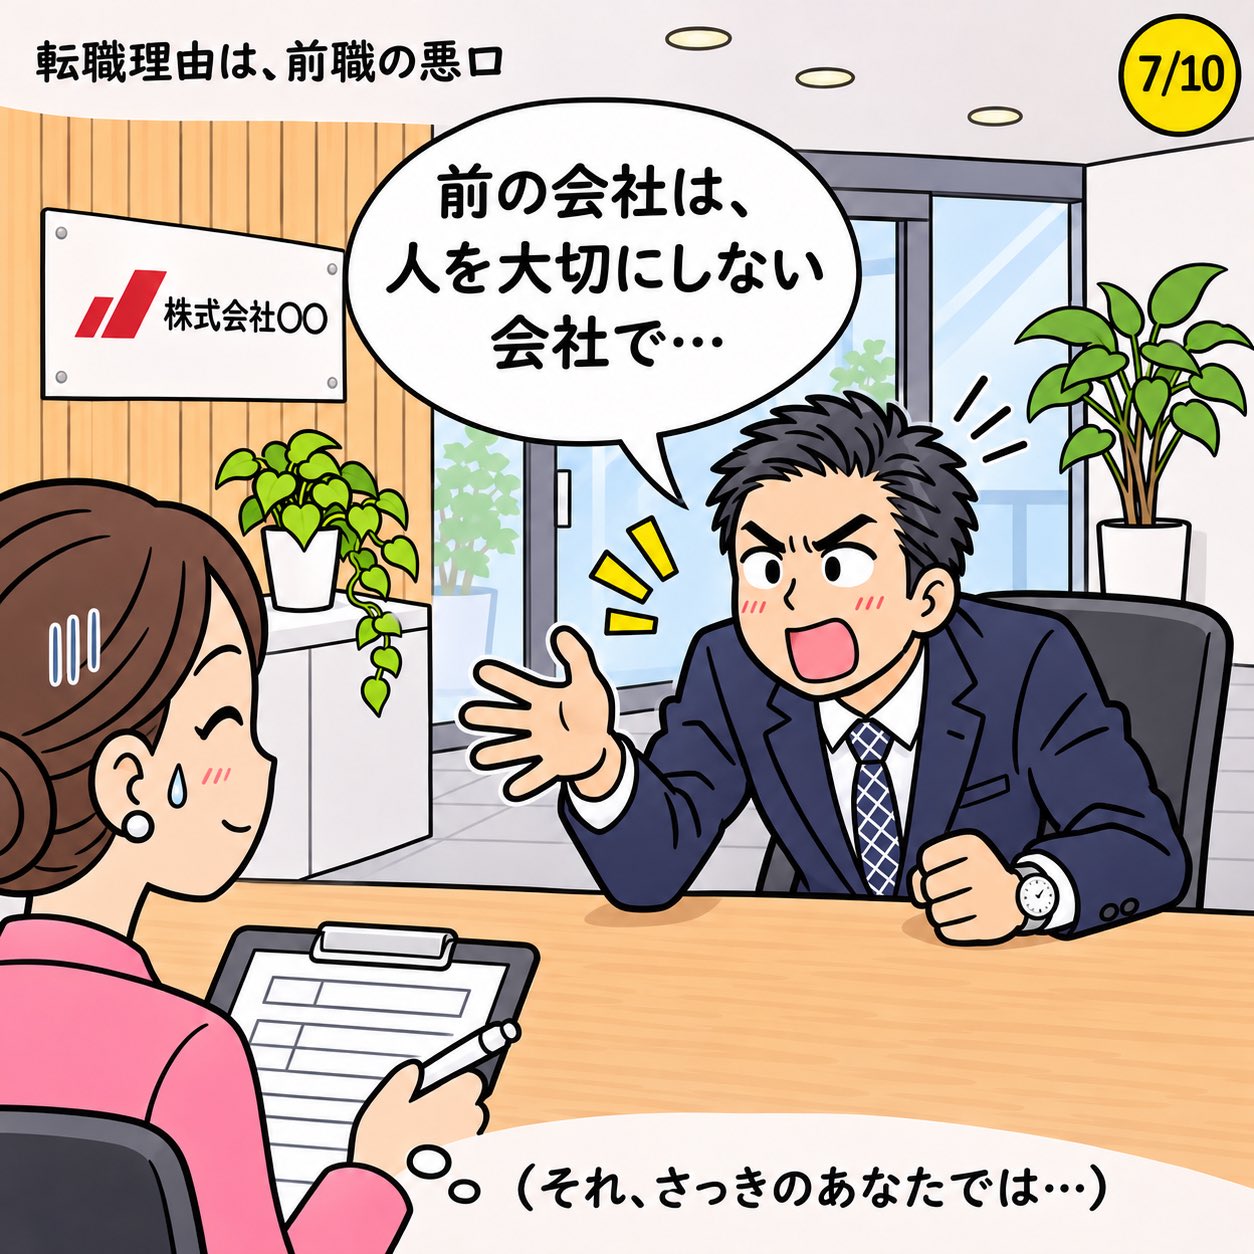 転職理由は、前職の悪口
7/10
前の会社は、
人を大切にしない
会社で…
株式会社〇〇
（それ、さっきのあなたでは…）